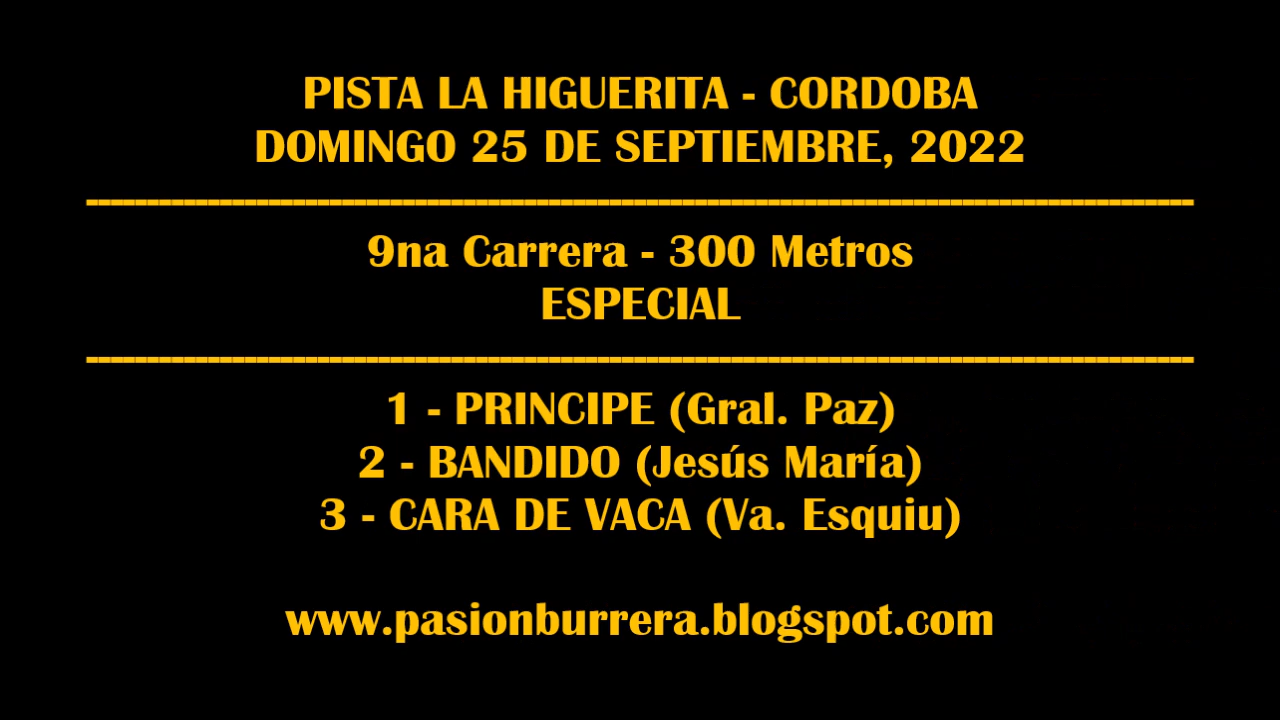 PISTA LA HIGUERITA - CORDOBA
DOMINGO 25 DE SEPTIEMBRE, 2022
9na Carrera - 300 Metros
ESPECIAL
1 - PRINCIPE (Gral. Paz)
2 - BANDIDO (Jesús María)
3 - CARA DE VACA (Va. Esquiu)
www.pasionburrera.blogspot.com